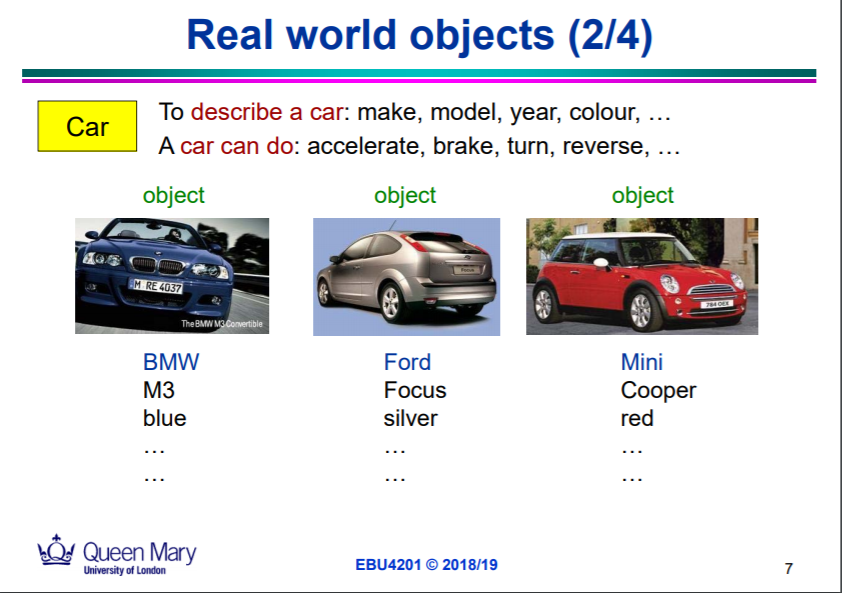 Real world objects (2/4)
Car
To describe a car: make, model, year, colour, …
A car can do: accelerate, brake, turn, reverse, …
object object object
M RE 4037
The BMW M3 Convertible
Focus
784 OEX
BMW Ford Mini
M3 Focus Cooper
blue silver red
… … …
… … …
Queen Mary
University of London
EBU4201 © 2018/19
7